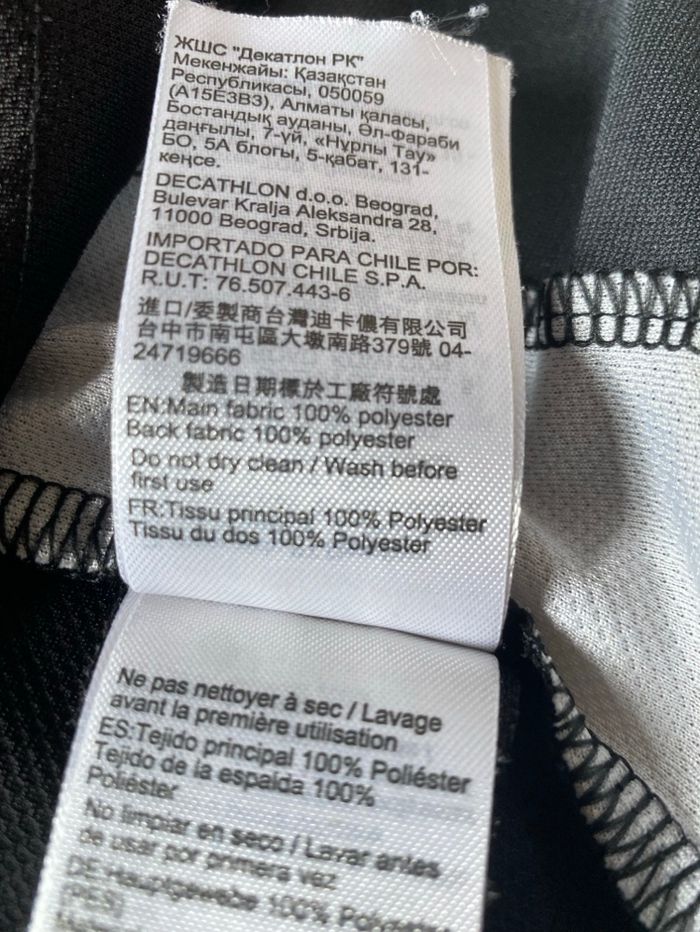 ЖШС "Декатлон РК"
Мекенжайы: Қазақстан
Республикасы, 050059
(A15E3B3), Алматы қаласы,
Бостандық ауданы, Әл-Фараби
даңғылы, 7-үй, «Нұрлы Тау»
БО, 5А блогы, 5-қабат, 131-
кеңсе.
DECATHLON d.o.o. Beograd,
Bulevar Kralja Aleksandra 28,
11000 Beograd, Srbija.
IMPORTADO PARA CHILE POR:
DECATHLON CHILE S.P.A.
R.U.T: 76.507.443-6
進口/委製商台灣迪卡儂有限公司
台中市南屯區大墩南路379號 04-
24719666
製造日期標於工廠符號處
EN:Main fabric 100% polyester
Back fabric 100% polyester
Do not dry clean / Wash before
first use
FR:Tissu principal 100% Polyester
Tissu du dos 100% Polyester
Ne pas nettoyer à sec / Lavage
avant la première utilisation
ES:Tejido principal 100% Poliéster
Tejido de la espalda 100%
Poliéster
No limpiar en seco / Lavar antes
de usar por primera vez
DE:Hauptgewebe 100% Polyester
(PES)